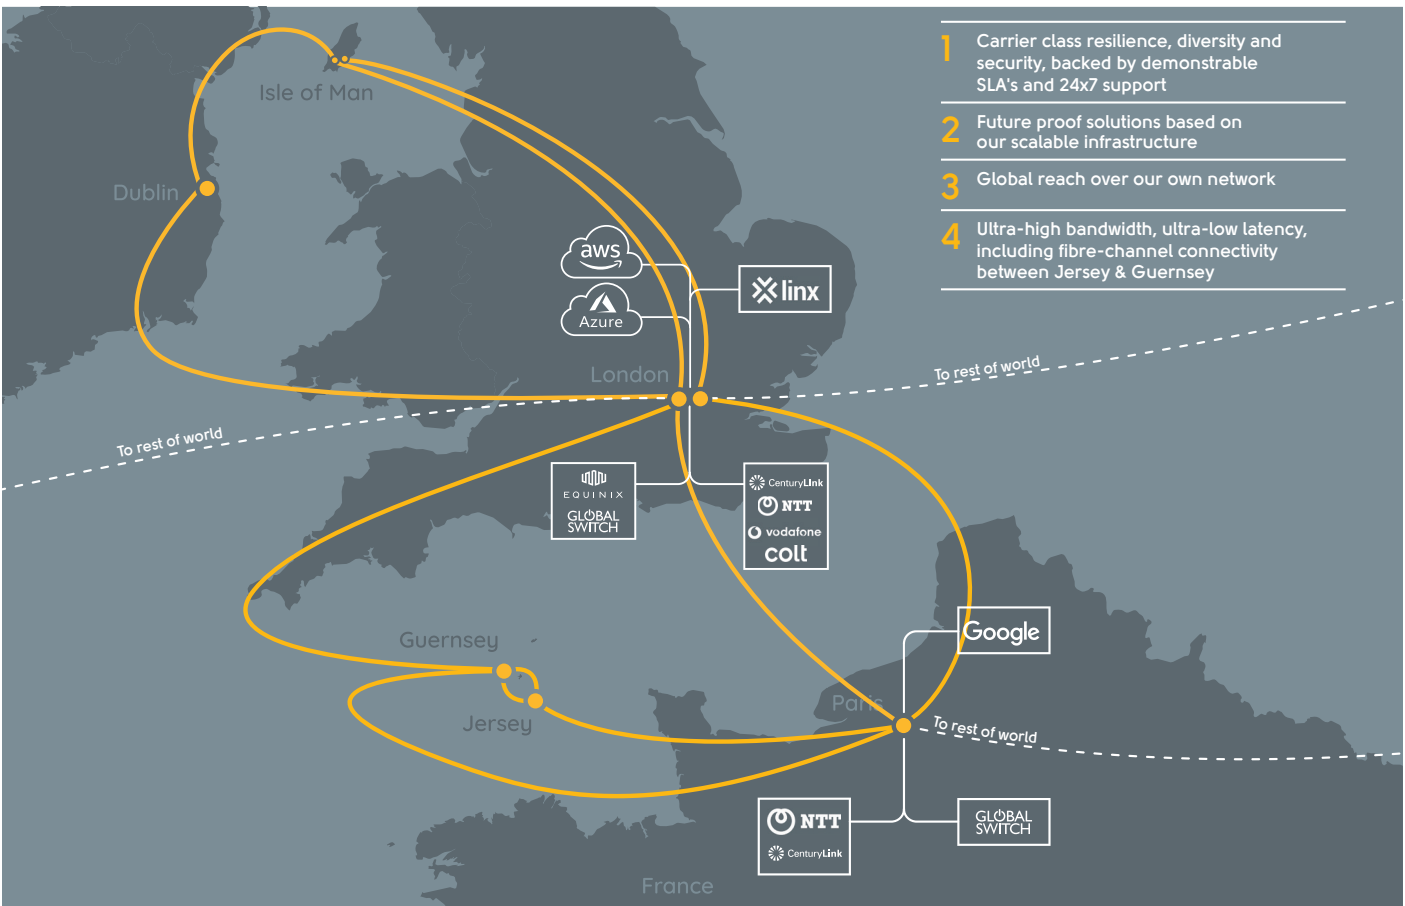 1 Carrier class resilience, diversity and
security, backed by demonstrable
SLA's and 24x7 support
2 Future proof solutions based on
our scalable infrastructure
3 Global reach over our own network
4 Ultra-high bandwidth, ultra-low latency,
including fibre-channel connectivity
between Jersey & Guernsey
Isle of Man
Dublin
aws
Azure
linx
London
To rest of world
To rest of world
EQUINIX
GLOBAL
SWITCH
CenturyLink
NTT
vodafone
colt
Google
Guernsey
Jersey
Paris
To rest of world
NTT
CenturyLink
GLOBAL
SWITCH
France